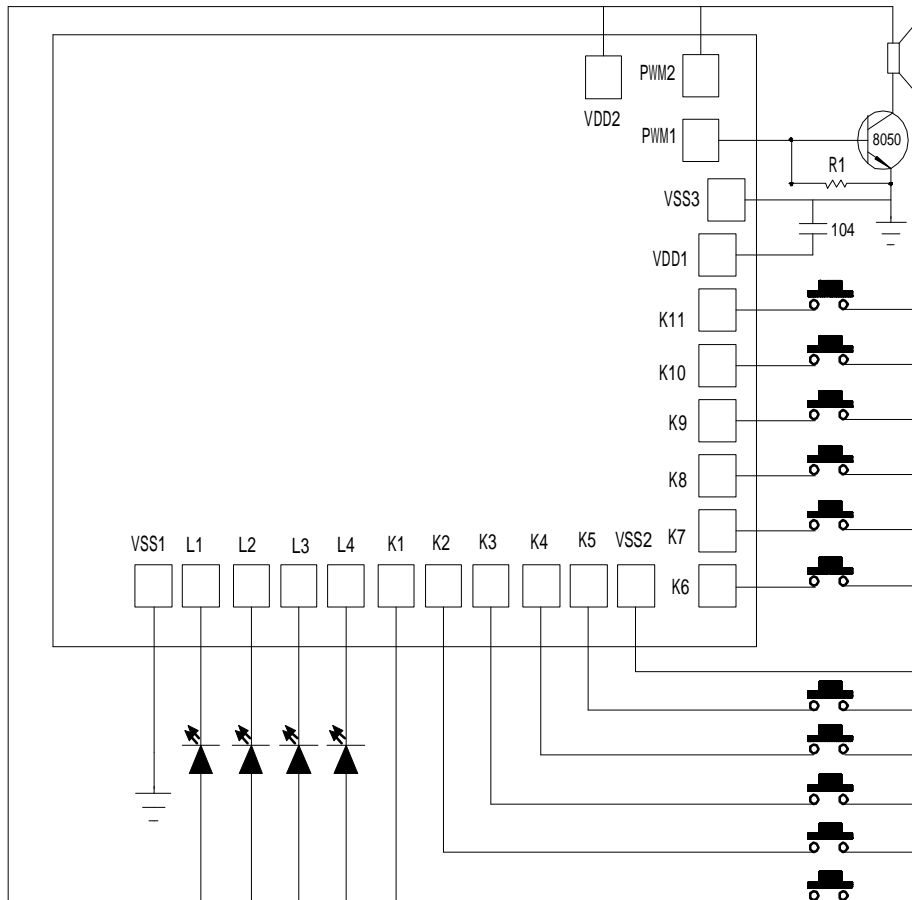 PWM2
VDD2
PWM1
8050
R1
VSS3
104
VDD1
K11
K10
K9
K8
K7
VSS1 L1 L2 L3 L4 K1 K2 K3 K4 K5 VSS2
K6